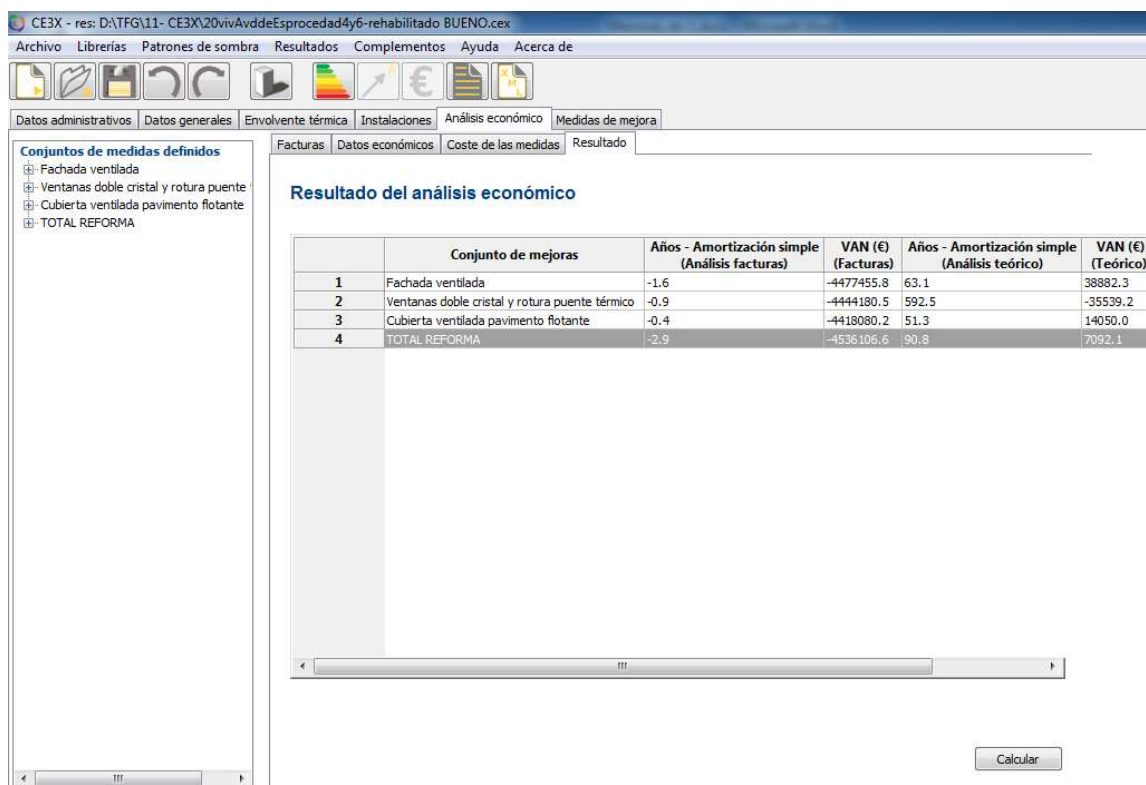 CE3X - res: D:\TFG\11- CE3X\20vivAvddeEsprocedad4y6-rehabilitado BUENO.cex
Archivo Librerías Patrones de sombra Resultados Complementos Ayuda Acerca de
Datos administrativos Datos generales Envolvente térmica Instalaciones Análisis económico Medidas de mejora
Facturas Datos económicos Coste de las medidas Resultado
Conjuntos de medidas definidos
Fachada ventilada
Ventanas doble cristal y rotura puente
Cubierta ventilada pavimento flotante
TOTAL REFORMA
Resultado del análisis económico
Conjunto de mejoras Años - Amortización simple (Análisis facturas) VAN (€) (Facturas) Años - Amortización simple (Análisis teórico) VAN (€) (Teórico)
1 Fachada ventilada -1.6 -4477455.8 63.1 38882.3
2 Ventanas doble cristal y rotura puente térmico -0.9 -4444180.5 592.5 -35539.2
3 Cubierta ventilada pavimento flotante -0.4 -4418080.2 51.3 14050.0
4 TOTAL REFORMA -2.9 -4536106.6 90.8 7092.1
Calcular